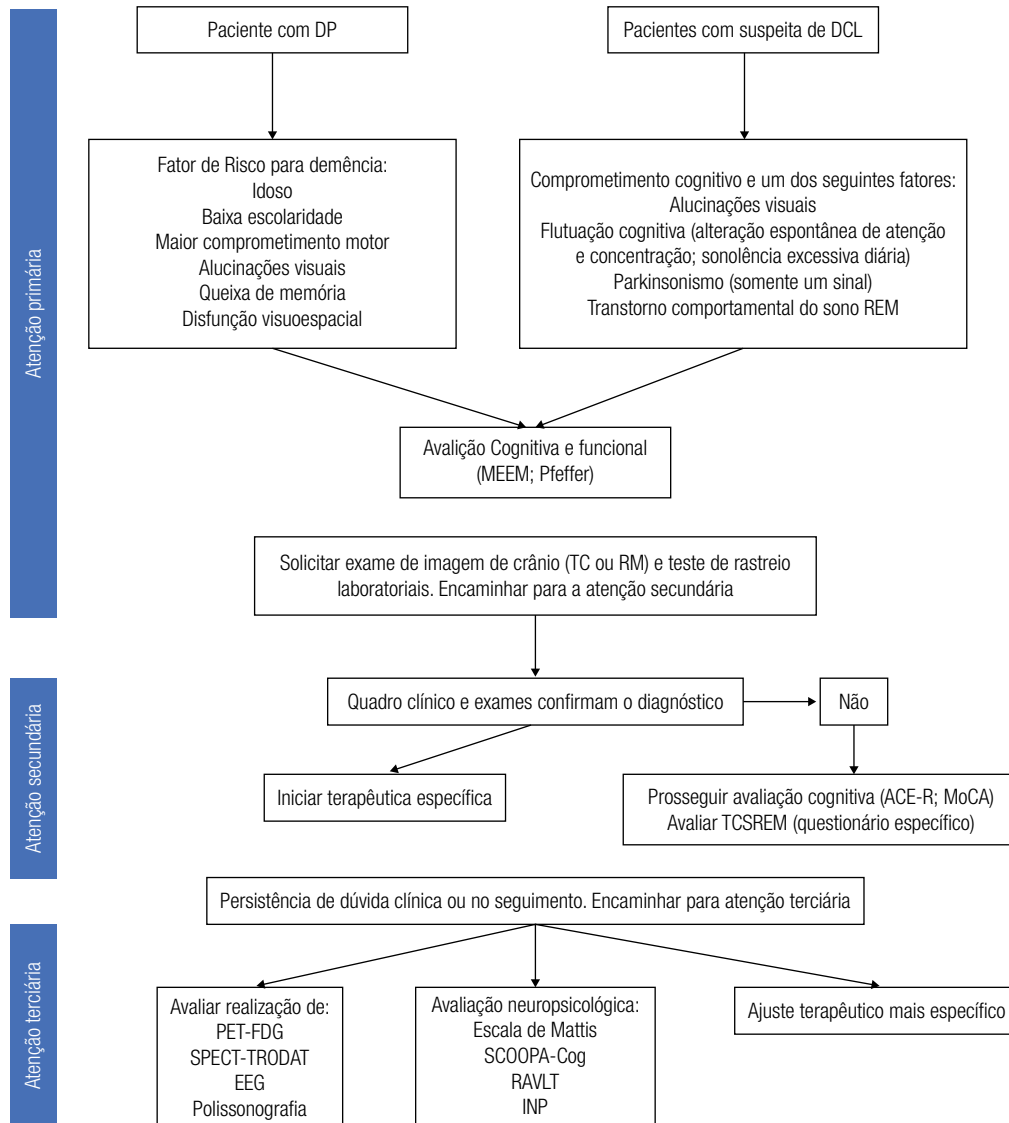 Atenção primária
Paciente com DP
Pacientes com suspeita de DCL
Fator de Risco para demência:
Idoso
Baixa escolaridade
Maior comprometimento motor
Alucinações visuais
Queixa de memória
Disfunção visuoespacial
Comprometimento cognitivo e um dos seguintes fatores:
Alucinações visuais
Flutuação cognitiva (alteração espontânea de atenção
e concentração; sonolência excessiva diária)
Parkinsonismo (somente um sinal)
Transtorno comportamental do sono REM
Avalição Cognitiva e funcional
(MEEM; Pfeffer)
Solicitar exame de imagem de crânio (TC ou RM) e teste de rastreio
laboratoriais. Encaminhar para a atenção secundária
Atenção secundária
Quadro clínico e exames confirmam o diagnóstico
Não
Iniciar terapêutica específica
Prosseguir avaliação cognitiva (ACE-R; MoCA)
Avaliar TCSREM (questionário específico)
Persistência de dúvida clínica ou no seguimento. Encaminhar para atenção terciária
Atenção terciária
Avaliar realização de:
PET-FDG
SPECT-TRODAT
EEG
Polissonografia
Avaliação neuropsicológica:
Escala de Mattis
SCOOPA-Cog
RAVLT
INP
Ajuste terapêutico mais específico